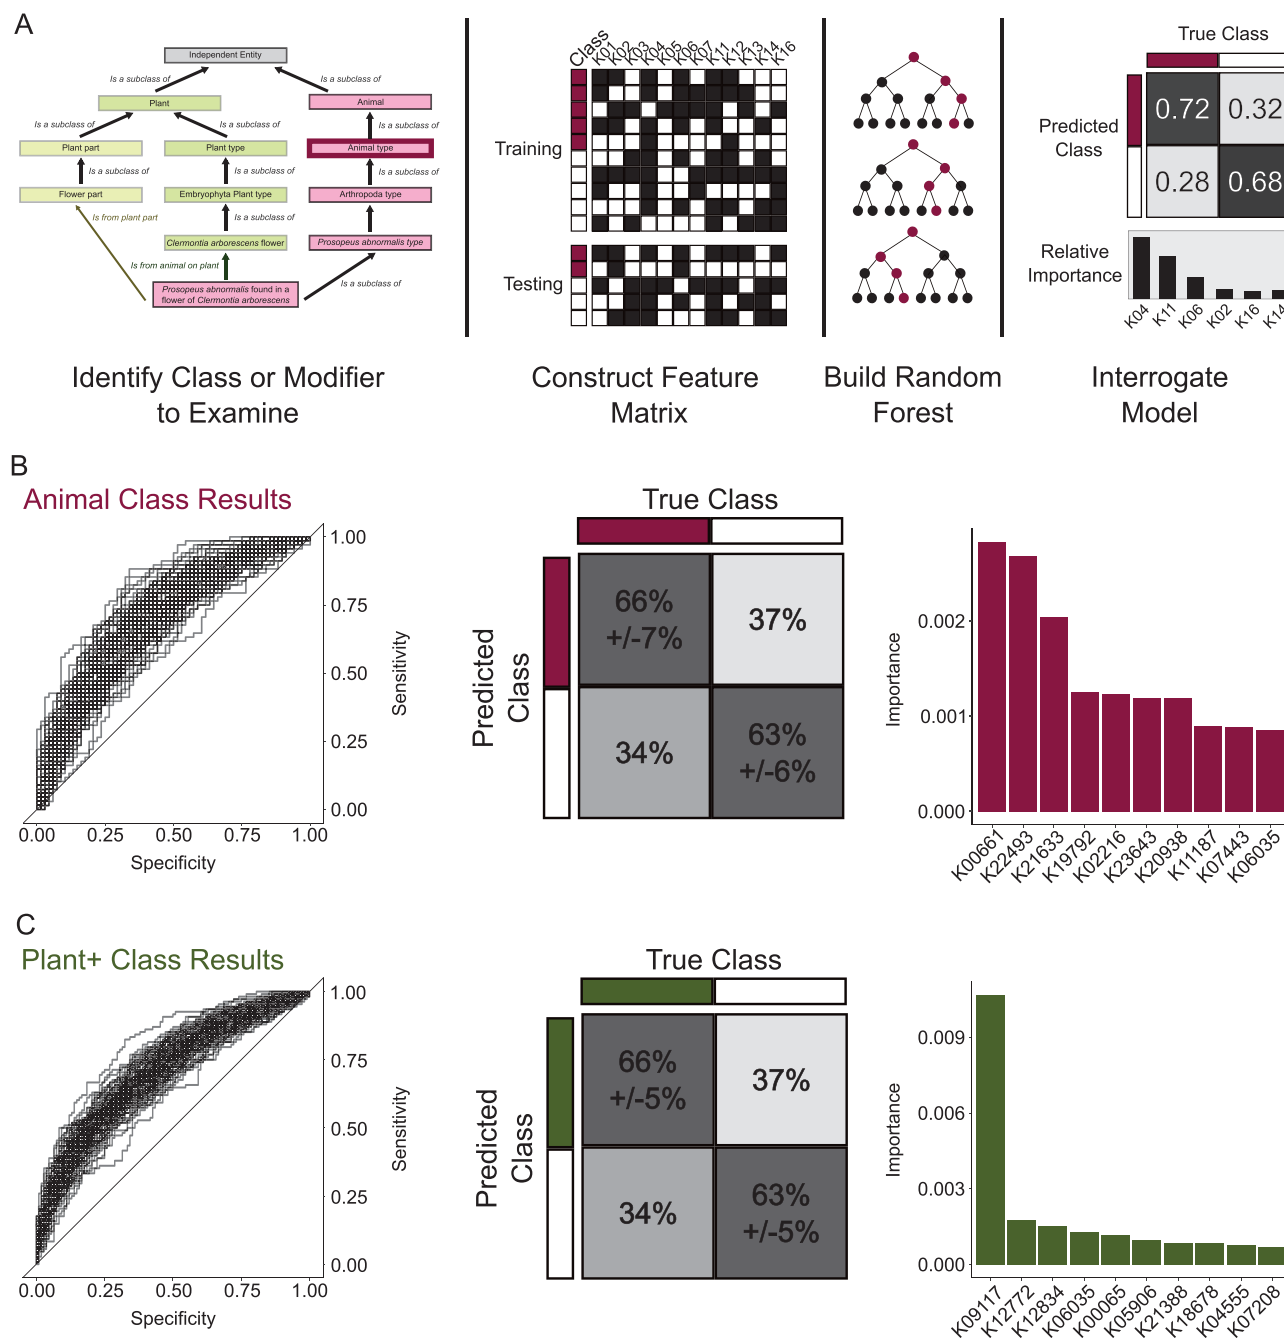 A
Independent Entity
Is a subclass of
Is a subclass of
Plant
Animal
Is a subclass of
Is a subclass of
Is a subclass of
Plant part
Plant type
Animal type
Is a subclass of
Is a subclass of
Is a subclass of
Flower part
Embryophyta Plant type
Arthropoda type
Is from plant part
Is a subclass of
Is a subclass of
Clermontia arborescens flower
Prosopeus abnormalis type
Is from animal on plant
Is a subclass of
Prosopeus abnormalis found in a
flower of Clermontia arborescens
Identify Class or Modifier
to Examine
Class
K01
K02
K03
K04
K05
K06
K07
K11
K12
K13
K14
K16
Training
Testing
Construct Feature
Matrix
Build Random
Forest
True Class
Predicted
Class
0.72
0.32
0.28
0.68
Relative
Importance
K04
K11
K06
K02
K16
K14
Interrogate
Model
B
Animal Class Results
1.00
0.75
0.50
0.25
0.00
Sensitivity
0.00 0.25 0.50 0.75 1.00
Specificity
True Class
Predicted
Class
66%
+/-7%
37%
34%
63%
+/-6%
Importance
0.002
0.001
0.000
K00661
K22493
K21633
K19792
K02216
K23643
K20938
K11187
K07443
K06035
C
Plant+ Class Results
1.00
0.75
0.50
0.25
0.00
Sensitivity
0.00 0.25 0.50 0.75 1.00
Specificity
True Class
Predicted
Class
66%
+/-5%
37%
34%
63%
+/-5%
Importance
0.009
0.006
0.003
0.000
K09117
K12772
K12834
K06035
K00065
K05906
K21388
K18678
K04555
K07208